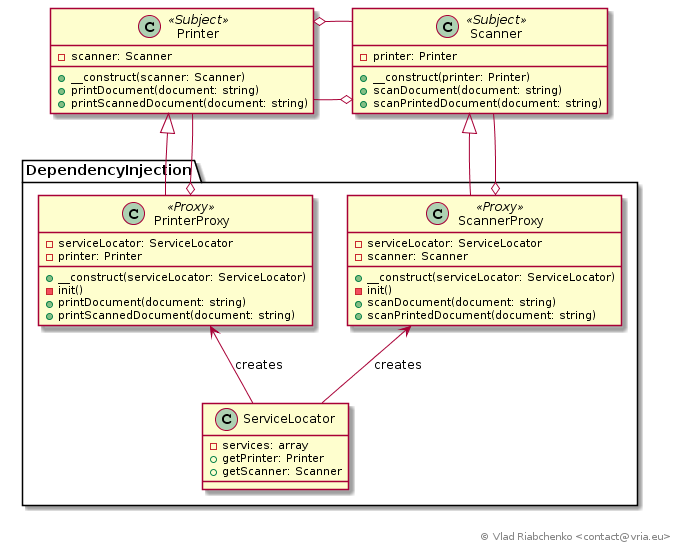 C «Subject»
Printer
scanner: Scanner
__construct(scanner: Scanner)
printDocument(document: string)
printScannedDocument(document: string)
C «Subject»
Scanner
printer: Printer
__construct(printer: Printer)
scanDocument(document: string)
scanPrintedDocument(document: string)
DependencyInjection
C «Proxy»
PrinterProxy
serviceLocator: ServiceLocator
printer: Printer
__construct(serviceLocator: ServiceLocator)
init()
printDocument(document: string)
printScannedDocument(document: string)
C «Proxy»
ScannerProxy
serviceLocator: ServiceLocator
scanner: Scanner
__construct(serviceLocator: ServiceLocator)
init()
scanDocument(document: string)
scanPrintedDocument(document: string)
creates
creates
C ServiceLocator
services: array
getPrinter: Printer
getScanner: Scanner
© Vlad Riabchenko <contact@vria.eu>